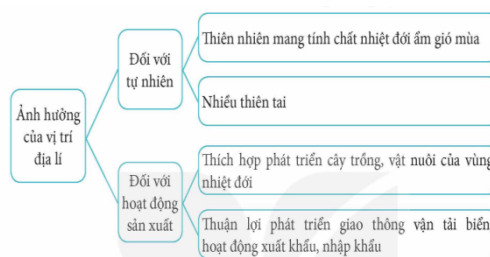 Thiên nhiên mang tính chất nhiệt đới ẩm gió mùa
Đối với
tự nhiên
Nhiều thiên tai
Ảnh hưởng
của vị trí
địa lí
Thích hợp phát triển cây trồng, vật nuôi của vùng
nhiệt đới
Đối với
hoạt động
sản xuất
Thuận lợi phát triển giao thông vận tải biển,
hoạt động xuất khẩu, nhập khẩu